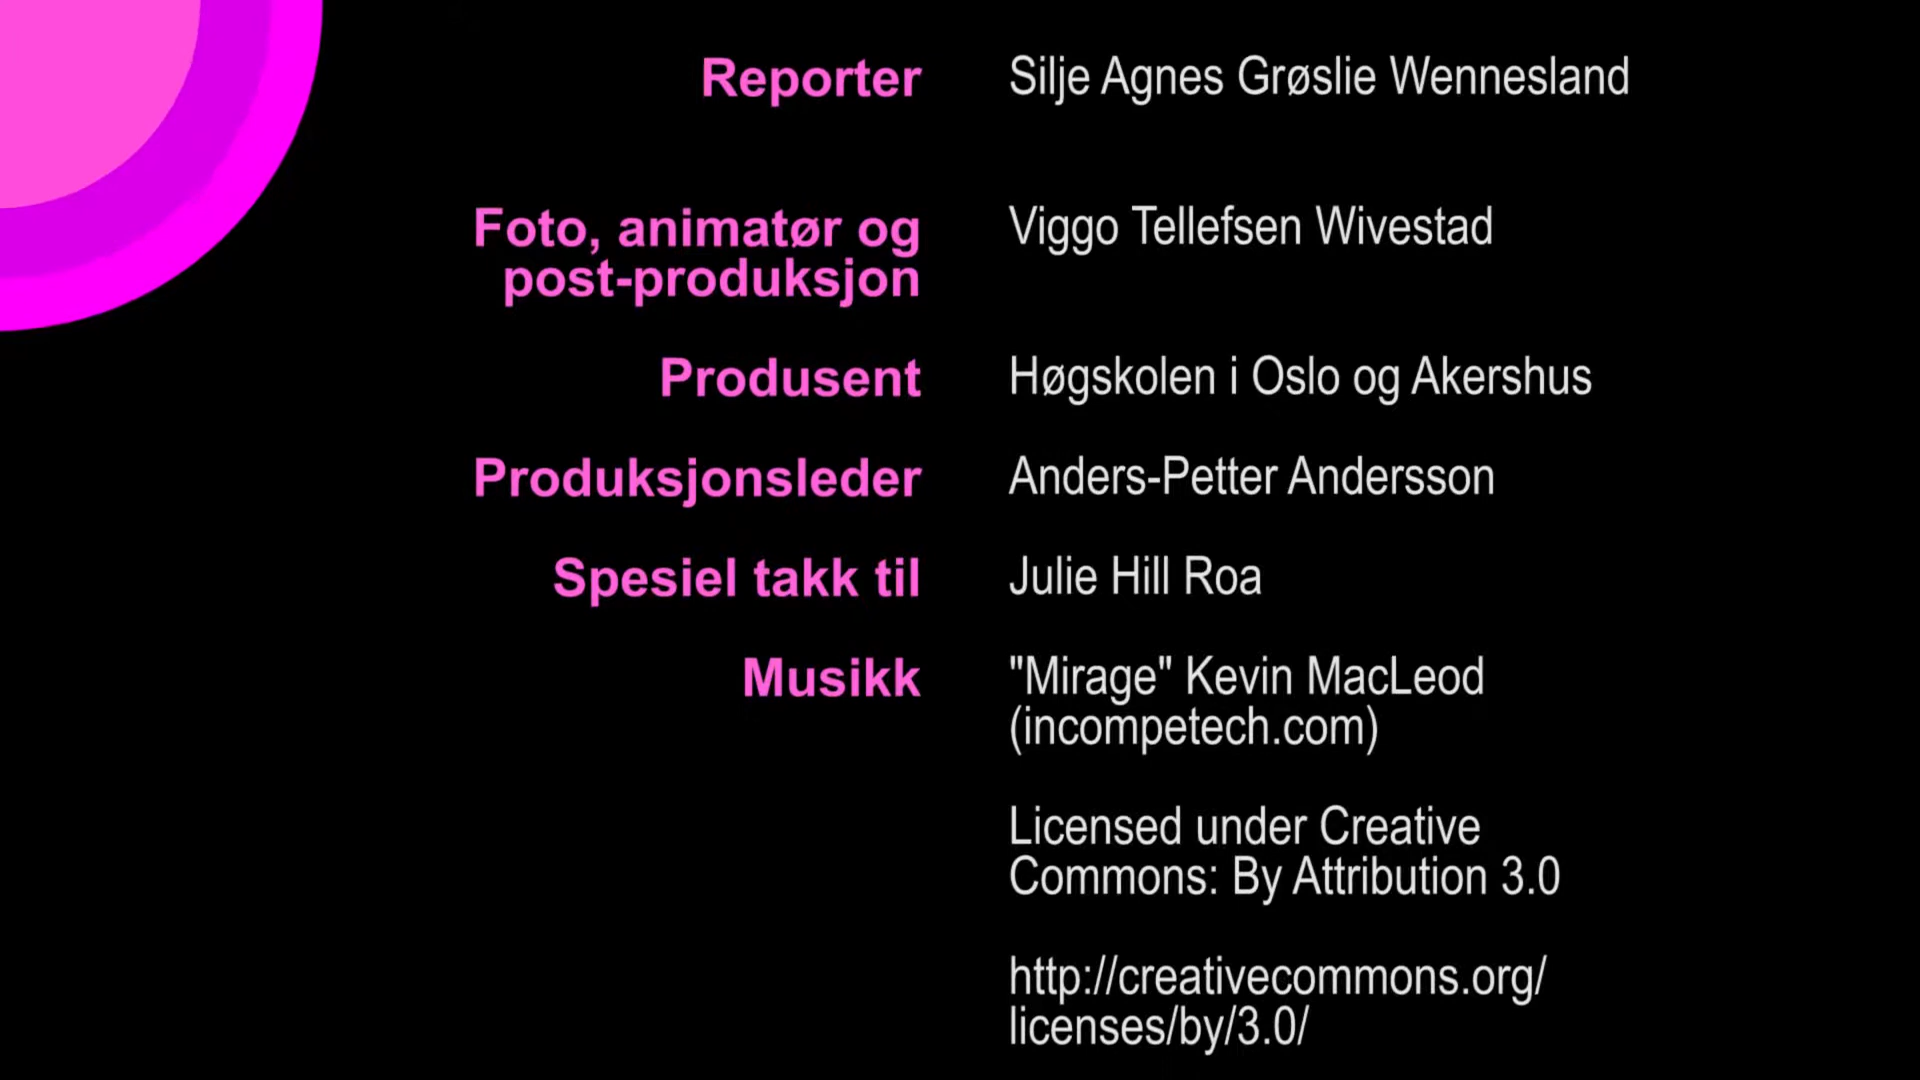 Reporter Silje Agnes Grøslie Wennesland
Foto, animatør og Viggo Tellefsen Wivestad
post-produksjon
Produsent Høgskolen i Oslo og Akershus
Produksjonsleder Anders-Petter Andersson
Spesiel takk til Julie Hill Roa
Musikk "Mirage" Kevin MacLeod
(incompetech.com)
Licensed under Creative
Commons: By Attribution 3.0
http://creativecommons.org/
licenses/by/3.0/